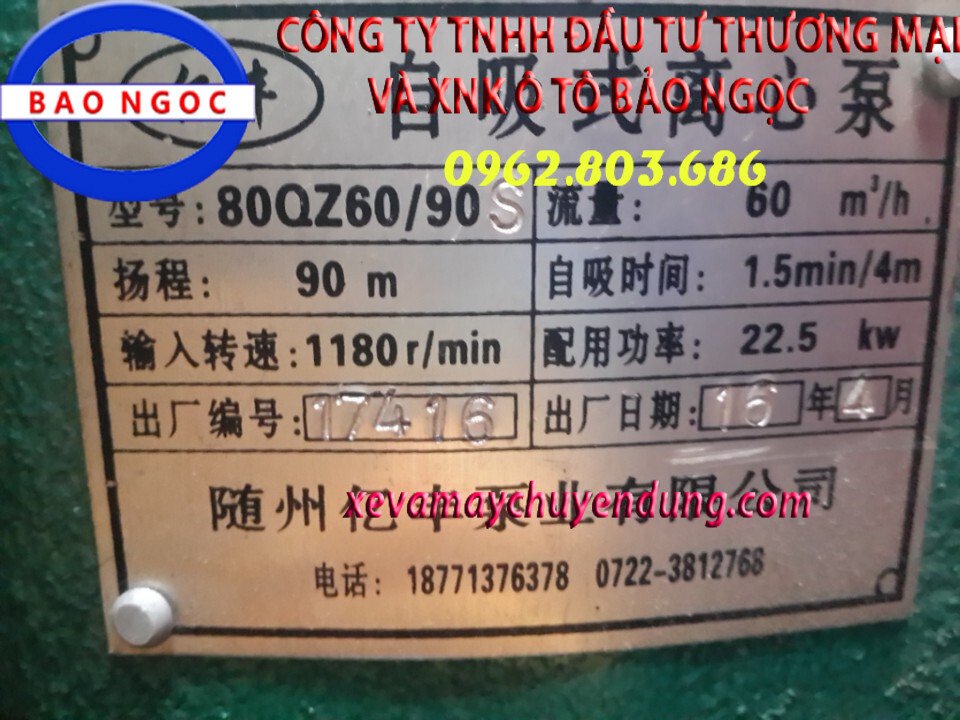 CÔNG TY TNHH ĐẦU TƯ THƯƠNG MẠI
VÀ XNK Ô TÔ BẢO NGỌC
BAO NGOC
自吸式离心泵
0962.803.686
型号: 80QZ60/90S 流量: 60 m³/h
扬程: 90 m 自吸时间: 1.5min/4m
输入转速: 1180 r/min 配用功率: 22.5 kw
出厂编号: 17416 出厂日期: 16年4月
随州 泵业有限公司
xevamaychuyendung.com
电话: 18771376378 0722-3812768